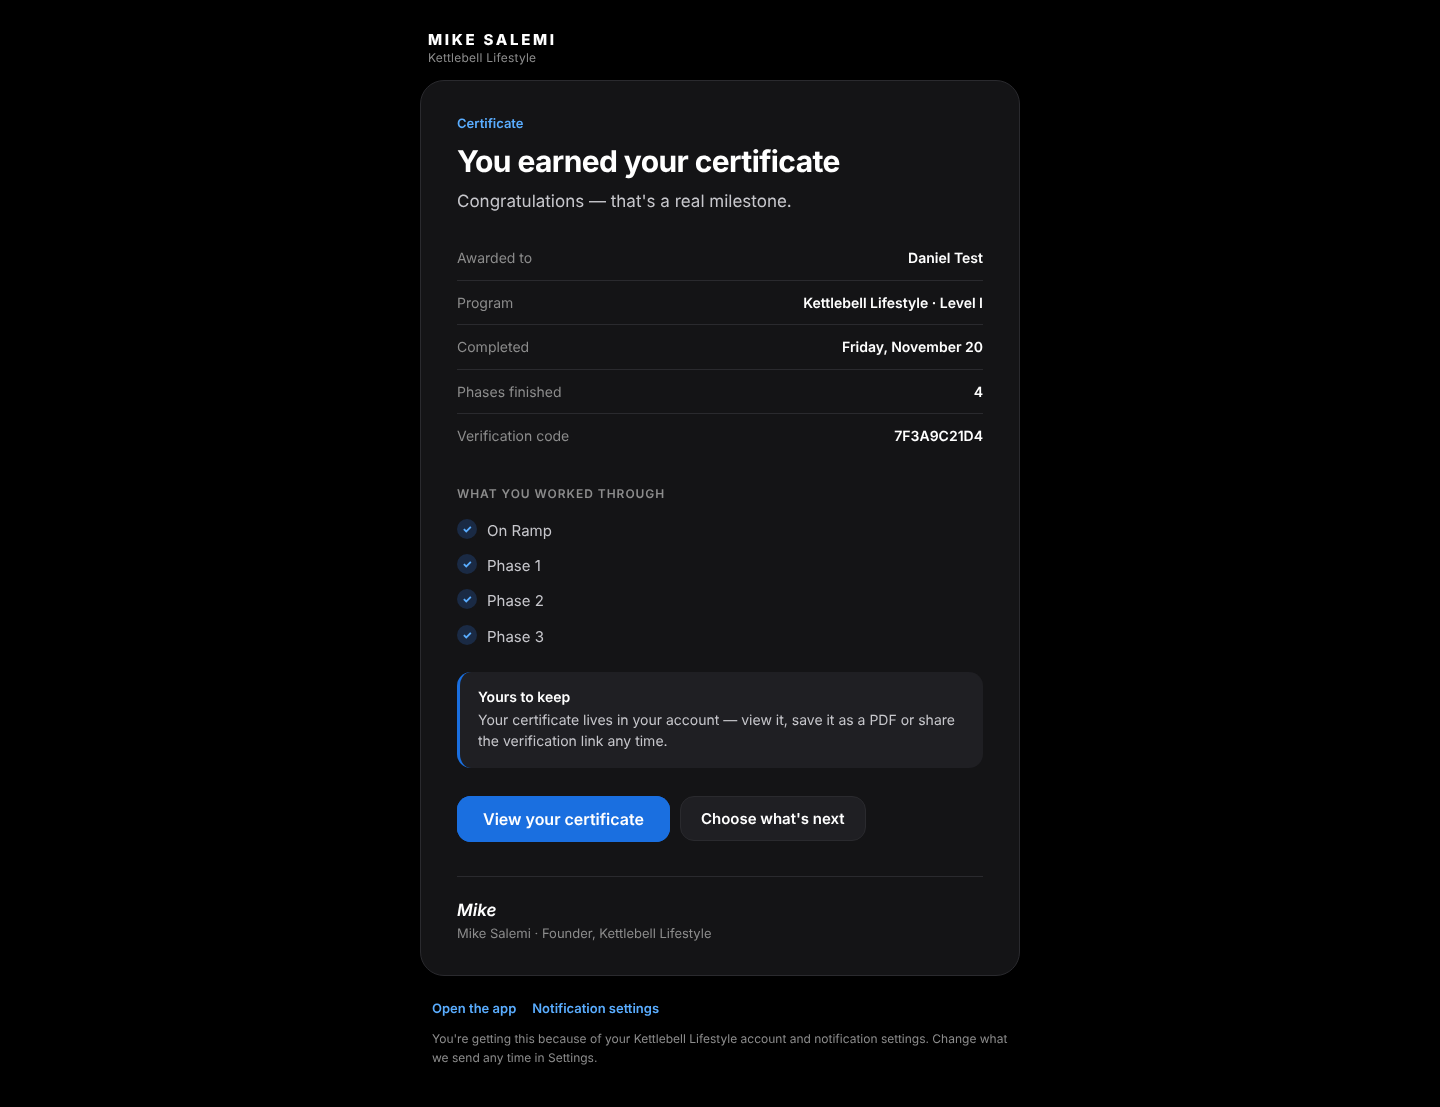 MIKE SALEMI
Kettlebell Lifestyle
Certificate
You earned your certificate
Congratulations — that's a real milestone.
Awarded to Daniel Test
Program Kettlebell Lifestyle · Level I
Completed Friday, November 20
Phases finished 4
Verification code 7F3A9C21D4
WHAT YOU WORKED THROUGH
On Ramp
Phase 1
Phase 2
Phase 3
Yours to keep
Your certificate lives in your account — view it, save it as a PDF or share
the verification link any time.
View your certificate Choose what's next
Mike
Mike Salemi · Founder, Kettlebell Lifestyle
Open the app Notification settings
You're getting this because of your Kettlebell Lifestyle account and notification settings. Change what
we send any time in Settings.